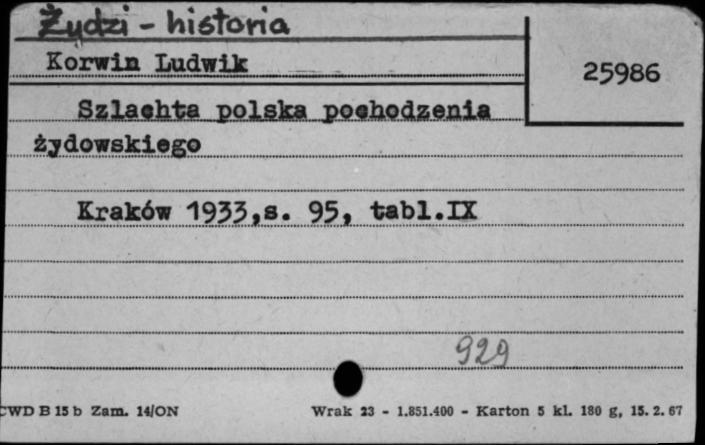 Żydzi - historia
Korwin Ludwik
25986
Szlachta polska pochodzenia
żydowskiego
Kraków 1933,s. 95, tabl.IX
929
CWD B 15 b Zam. 14/ON
Wrak 23 - 1.851.400 - Karton 5 kl. 180 g, 15. 2. 67